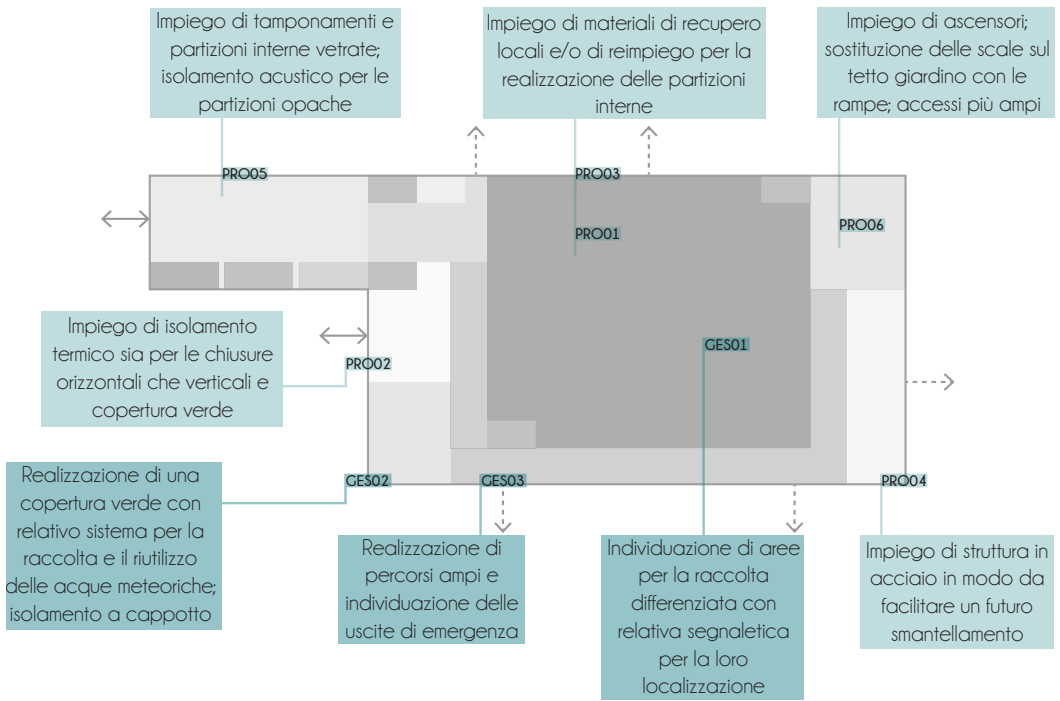 Impiego di tamponamenti e
partizioni interne vetrate;
isolamento acustico per le
partizioni opache
Impiego di materiali di recupero
locali e/o di reimpiego per la
realizzazione delle partizioni
interne
Impiego di ascensori;
sostituzione delle scale sul
tetto giardino con le
rampe; accessi più ampi
PRO05
PRO03
PRO01
PRO06
Impiego di isolamento
termico sia per le chiusure
orizzontali che verticali e
copertura verde
PRO02
GES01
Realizzazione di una
copertura verde con
relativo sistema per la
raccolta e il riutilizzo
delle acque meteoriche;
isolamento a cappotto
GES02
GES03
PRO04
Realizzazione di
percorsi ampi e
individuazione delle
uscite di emergenza
Individuazione di aree
per la raccolta
differenziata con
relativa segnaletica
per la loro
localizzazione
Impiego di struttura in
acciaio in modo da
facilitare un futuro
smantellamento